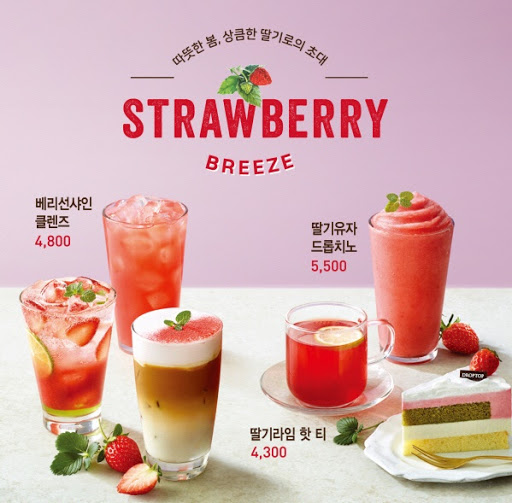 따뜻한 봄, 상큼한 딸기로의 초대
STRAWBERRY
BREEZE
베리선샤인
클렌즈
4,800
딸기유자
드롭치노
5,500
딸기라임 핫 티
4,300
DROPTOP